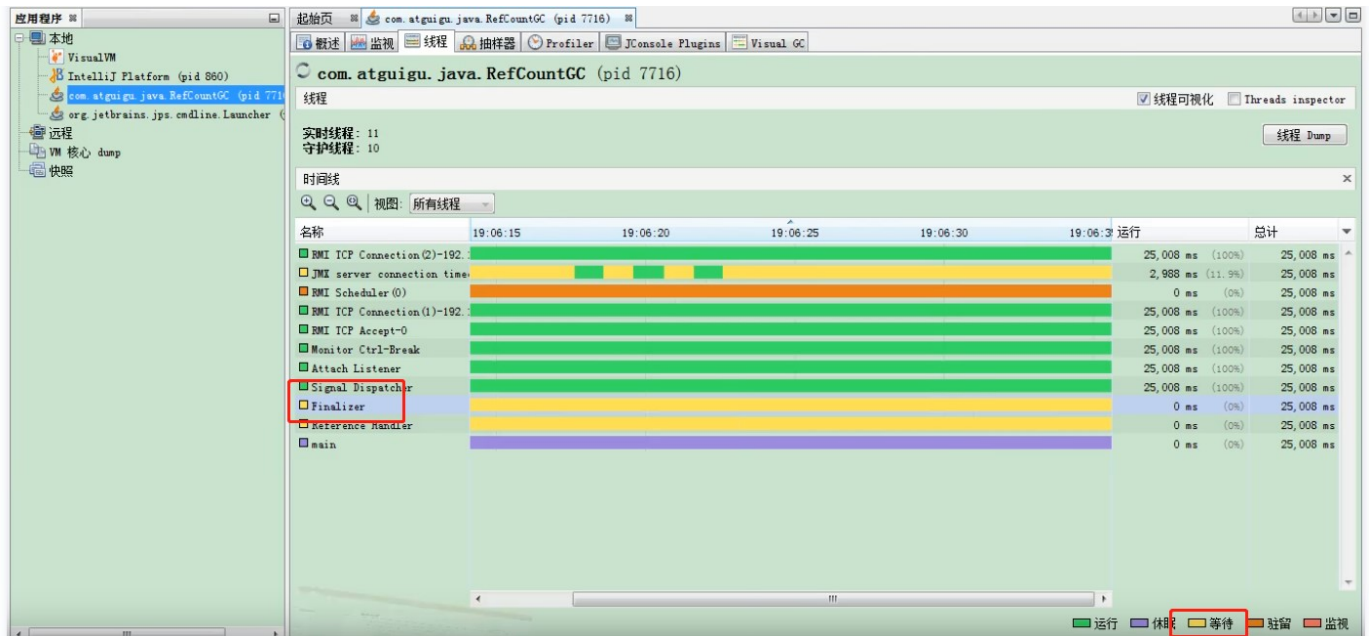 应用程序
本地
VisualVM
IntelliJ Platform (pid 860)
com.atguigu.java.RefCountGC (pid 771
org.jetbrains.jps.cmdline.Launcher (
远程
VM 核心 dump
快照
起始页 com.atguigu.java.RefCountGC (pid 7716)
概述 监视 线程 抽样器 Profiler JConsole Plugins Visual GC
com.atguigu.java.RefCountGC (pid 7716)
线程 线程可视化 Threads inspector
实时线程: 11
守护线程: 10
线程 Dump
时间线
视图: 所有线程
名称 19:06:15 19:06:20 19:06:25 19:06:30 19:06:3 运行 总计
RMI TCP Connection(2)-192. 25,008 ms (100%) 25,008 ms
JMX server connection time 2,988 ms (11.9%) 25,008 ms
RMI Scheduler(0) 0 ms (0%) 25,008 ms
RMI TCP Connection(1)-192. 25,008 ms (100%) 25,008 ms
RMI TCP Accept-0 25,008 ms (100%) 25,008 ms
Monitor Ctrl-Break 25,008 ms (100%) 25,008 ms
Attach Listener 25,008 ms (100%) 25,008 ms
Signal Dispatcher 25,008 ms (100%) 25,008 ms
Finalizer 0 ms (0%) 25,008 ms
Reference Handler 0 ms (0%) 25,008 ms
main 0 ms (0%) 25,008 ms
运行 休眠 等待 驻留 监视